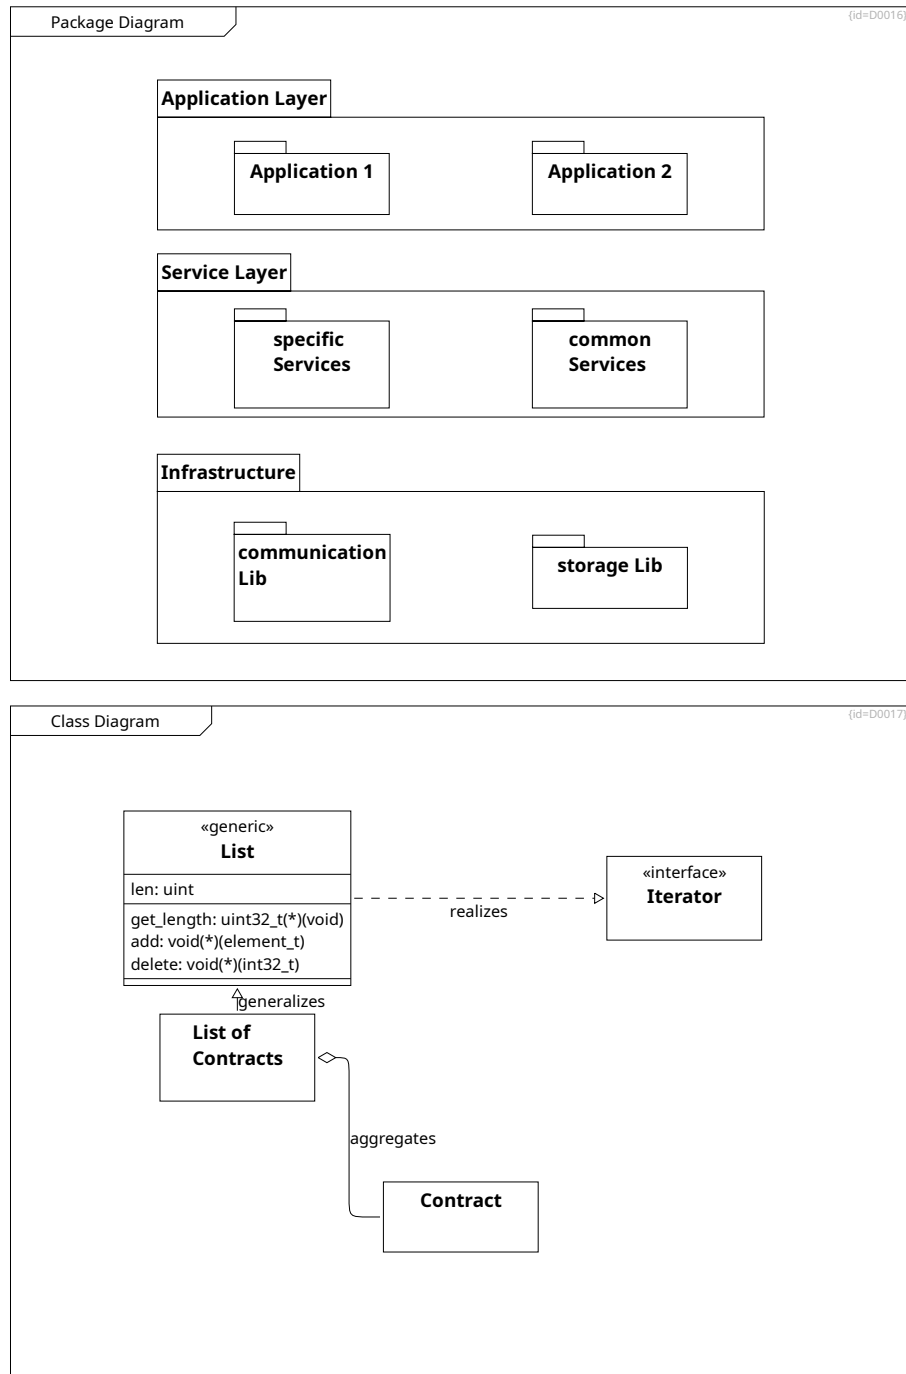 Package Diagram
{id=D0016}
Application Layer
Application 1
Application 2
Service Layer
specific
Services
common
Services
Infrastructure
communication
Lib
storage Lib
Class Diagram
{id=D0017}
«generic»
List
len: uint
get_length: uint32_t(*)(void)
add: void(*)(element_t)
delete: void(*)(int32_t)
realizes
«interface»
Iterator
generalizes
List of
Contracts
aggregates
Contract